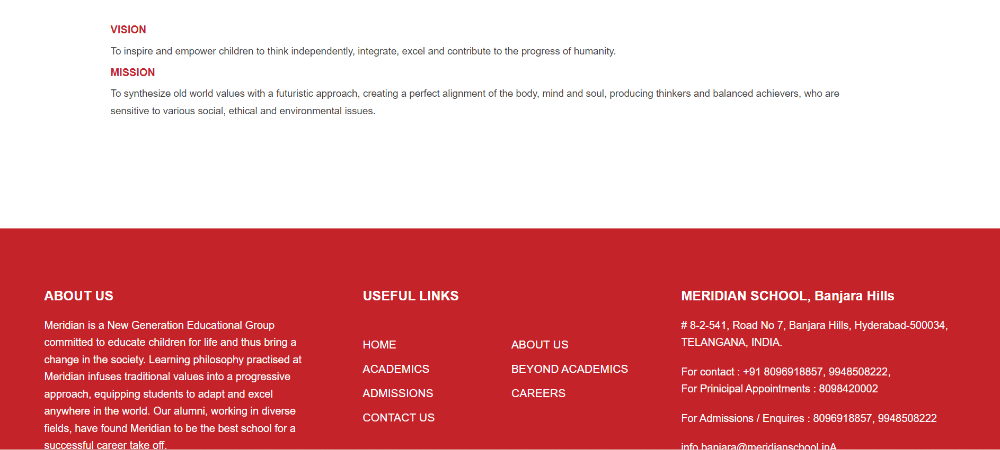 VISION
To inspire and empower children to think independently, integrate, excel and contribute to the progress of humanity.
MISSION
To synthesize old world values with a futuristic approach, creating a perfect alignment of the body, mind and soul, producing thinkers and balanced achievers, who are
sensitive to various social, ethical and environmental issues.
ABOUT US
Meridian is a New Generation Educational Group
committed to educate children for life and thus bring a
change in the society. Learning philosophy practised at
Meridian infuses traditional values into a progressive
approach, equipping students to adapt and excel
anywhere in the world. Our alumni, working in diverse
fields, have found Meridian to be the best school for a
successful career take off.
USEFUL LINKS
HOME
ABOUT US
ACADEMICS
BEYOND ACADEMICS
ADMISSIONS
CAREERS
CONTACT US
MERIDIAN SCHOOL, Banjara Hills
# 8-2-541, Road No 7, Banjara Hills, Hyderabad-500034,
TELANGANA, INDIA.
For contact : +91 8096918857, 9948508222,
For Prinicipal Appointments : 8098420002
For Admissions / Enquires : 8096918857, 9948508222
info.banjara@meridianschool.inA